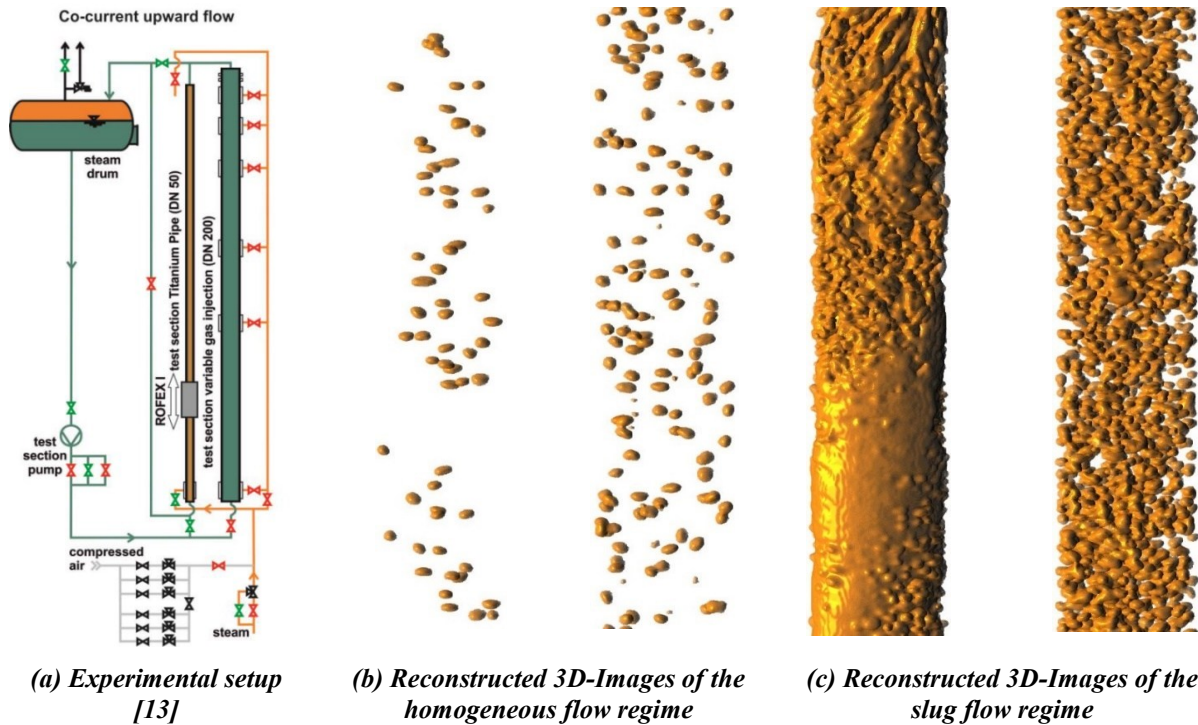 Co-current upward flow
steam
drum
test section Titanium Pipe (DN 50)
test section variable gas injection (DN 200)
ROFEX I
test
section
pump
compressed
air
steam
(a) Experimental setup
[13]
(b) Reconstructed 3D-Images of the
homogeneous flow regime
(c) Reconstructed 3D-Images of the
slug flow regime